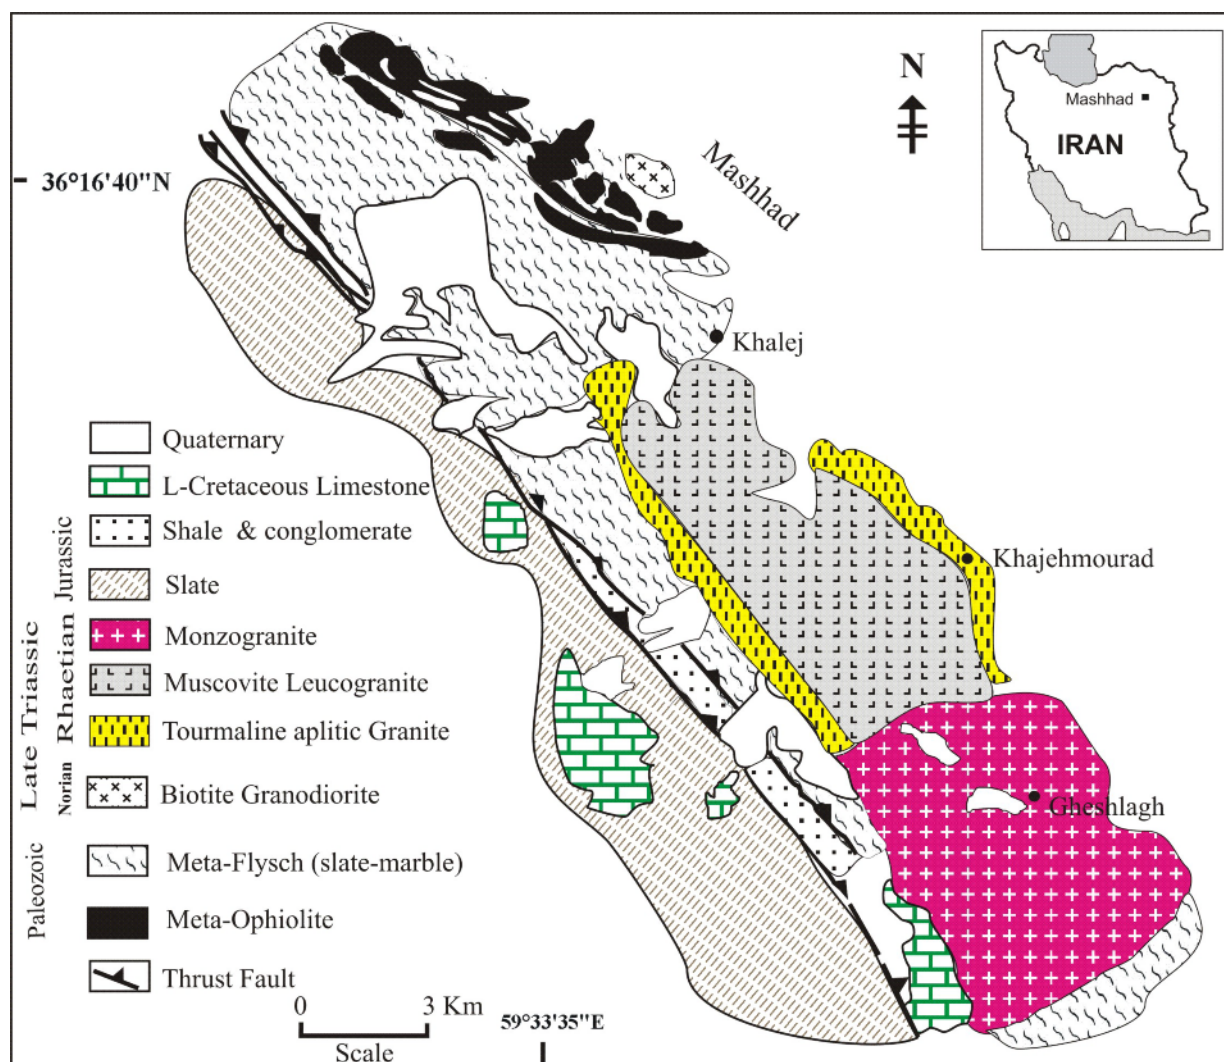 N
Mashhad
IRAN
36°16'40"N
Mashhad
Khalej
Quaternary
L-Cretaceous Limestone
Shale & conglomerate
Slate
Monzogranite
Muscovite Leucogranite
Tourmaline aplitic Granite
Biotite Granodiorite
Meta-Flysch (slate-marble)
Meta-Ophiolite
Thrust Fault
Jurassic
Late Triassic
Rhaetian
Norian
Paleozoic
Khajehmourad
Gheshlagh
0 3 Km
Scale
59°33'35"E